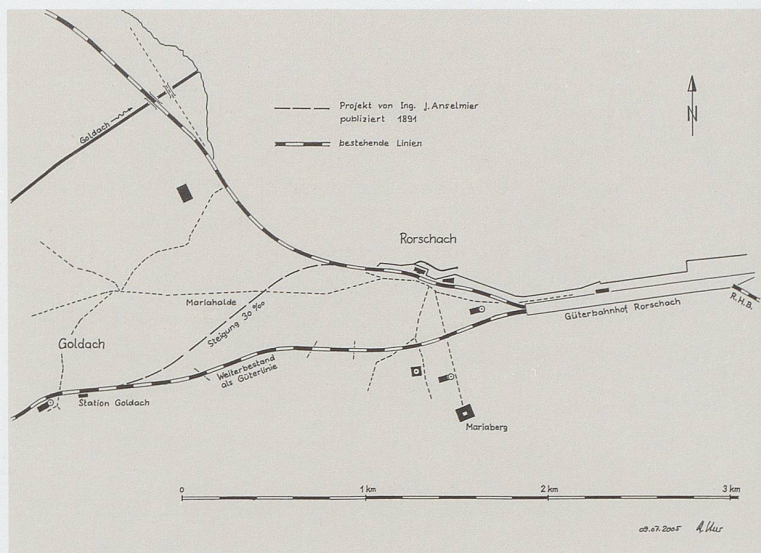 Projekt von Ing. J. Anselmier
publiziert 1891
bestehende Linien
N
Goldach
Rorschach
Mariahalde
Steigung 30 ‰
Güterbahnhof Rorschach
R.H.B.
Goldach
Weiterbestand
als Güterlinie
Station Goldach
Mariaberg
0
1 km
2 km
3 km
09.07.2005